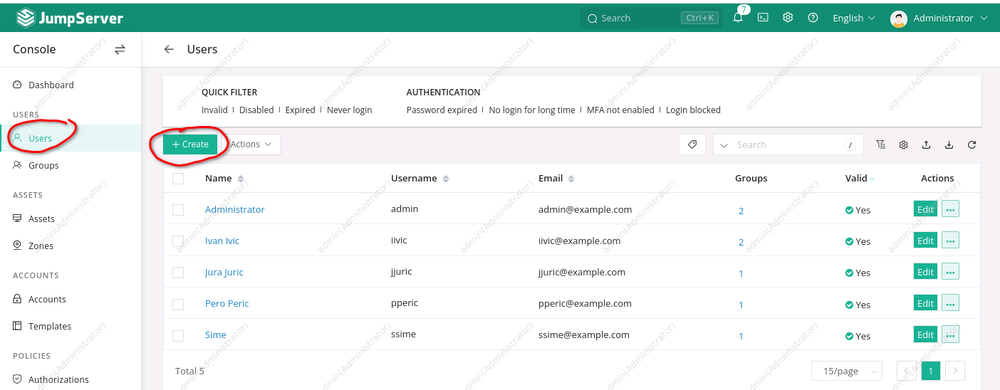 JumpServer Search Ctrl+K 7 English Administrator
Console Users
Dashboard
USERS
Users
Groups
ASSETS
Assets
Zones
ACCOUNTS
Accounts
Templates
POLICIES
Authorizations
QUICK FILTER AUTHENTICATION
Invalid Disabled Expired Never login Password expired No login for long time MFA not enabled Login blocked
+ Create Actions Search /
Name Username Email Groups Valid Actions
Administrator admin admin@example.com 2 Yes Edit ...
Ivan Ivic iivic iivic@example.com 2 Yes Edit ...
Jura Juric jjuric jjuric@example.com 1 Yes Edit ...
Pero Peric pperic pperic@example.com 1 Yes Edit ...
Sime ssime ssime@example.com 1 Yes Edit ...
Total 5 15/page 1
admin(Administrator)